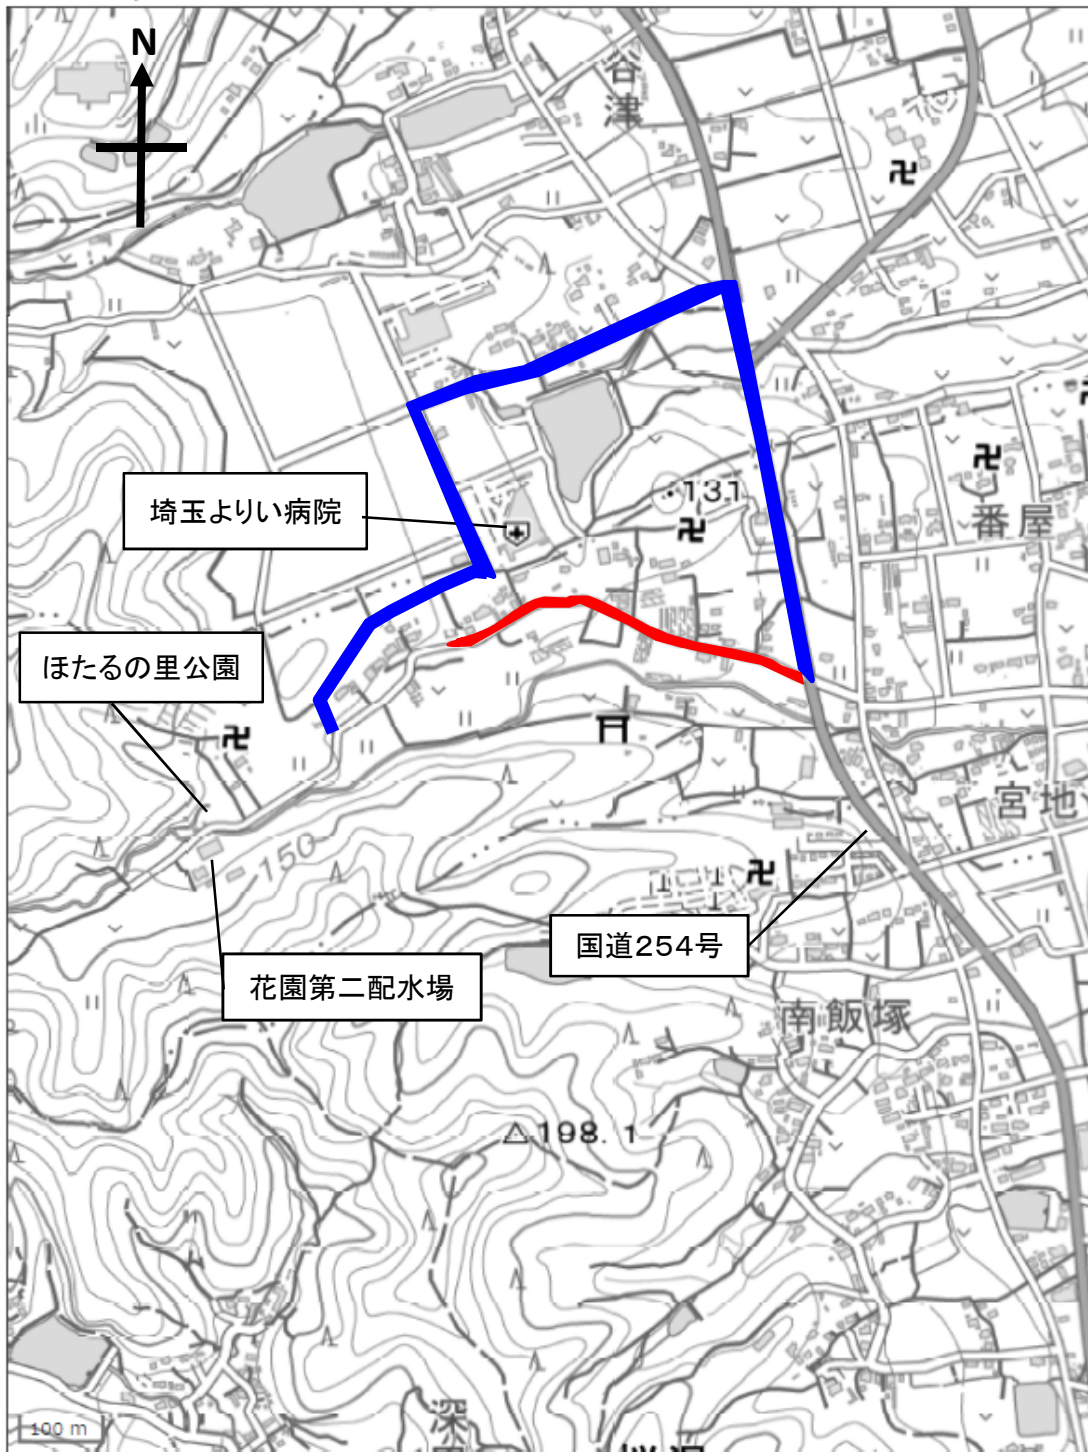 N
谷津
埼玉よりい病院
131
番屋
ほたるの里公園
宮地
150
国道254号
花園第二配水場
南飯塚
198.1
100 m
深